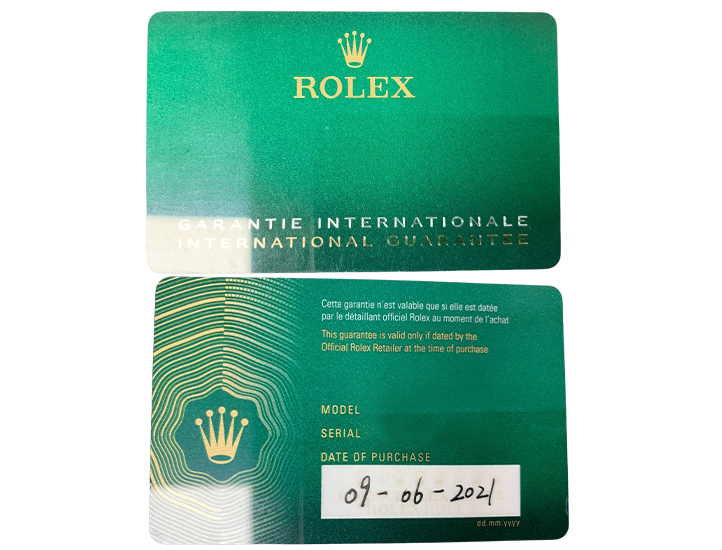 ROLEX
GARANTIE INTERNATIONALE
INTERNATIONAL GUARANTEE
Cette garantie n'est valable que si elle est datée
par le détaillant officiel Rolex au moment de l'achat
This guarantee is valid only if dated by the
Official Rolex Retailer at the time of purchase
MODEL
SERIAL
DATE OF PURCHASE
09-06-2021
ROLEX ROLEX
dd.mm.yyyy